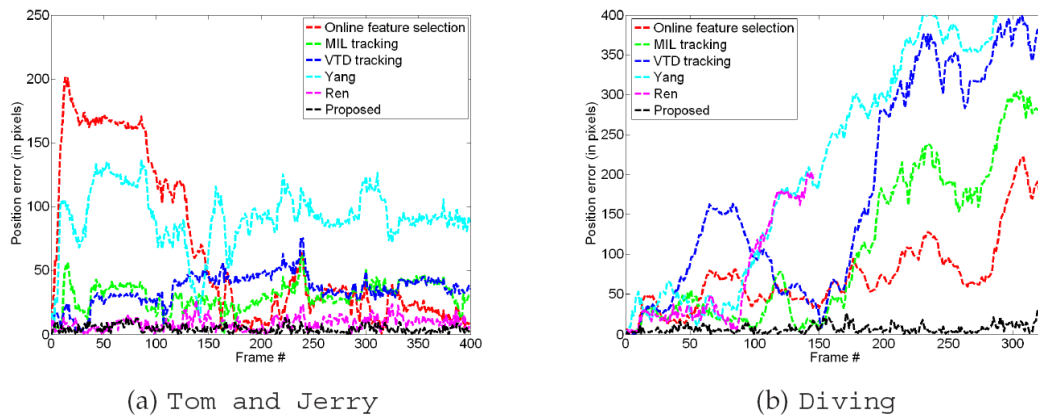 250
200
150
100
50
0
Position error (in pixels)
Online feature selection
MIL tracking
VTD tracking
Yang
Ren
Proposed
0 50 100 150 200 250 300 350 400
Frame #
(a) Tom and Jerry
400
350
300
250
200
150
100
50
0
Position error (in pixels)
Online feature selection
MIL tracking
VTD tracking
Yang
Ren
Proposed
0 50 100 150 200 250 300
Frame #
(b) Diving